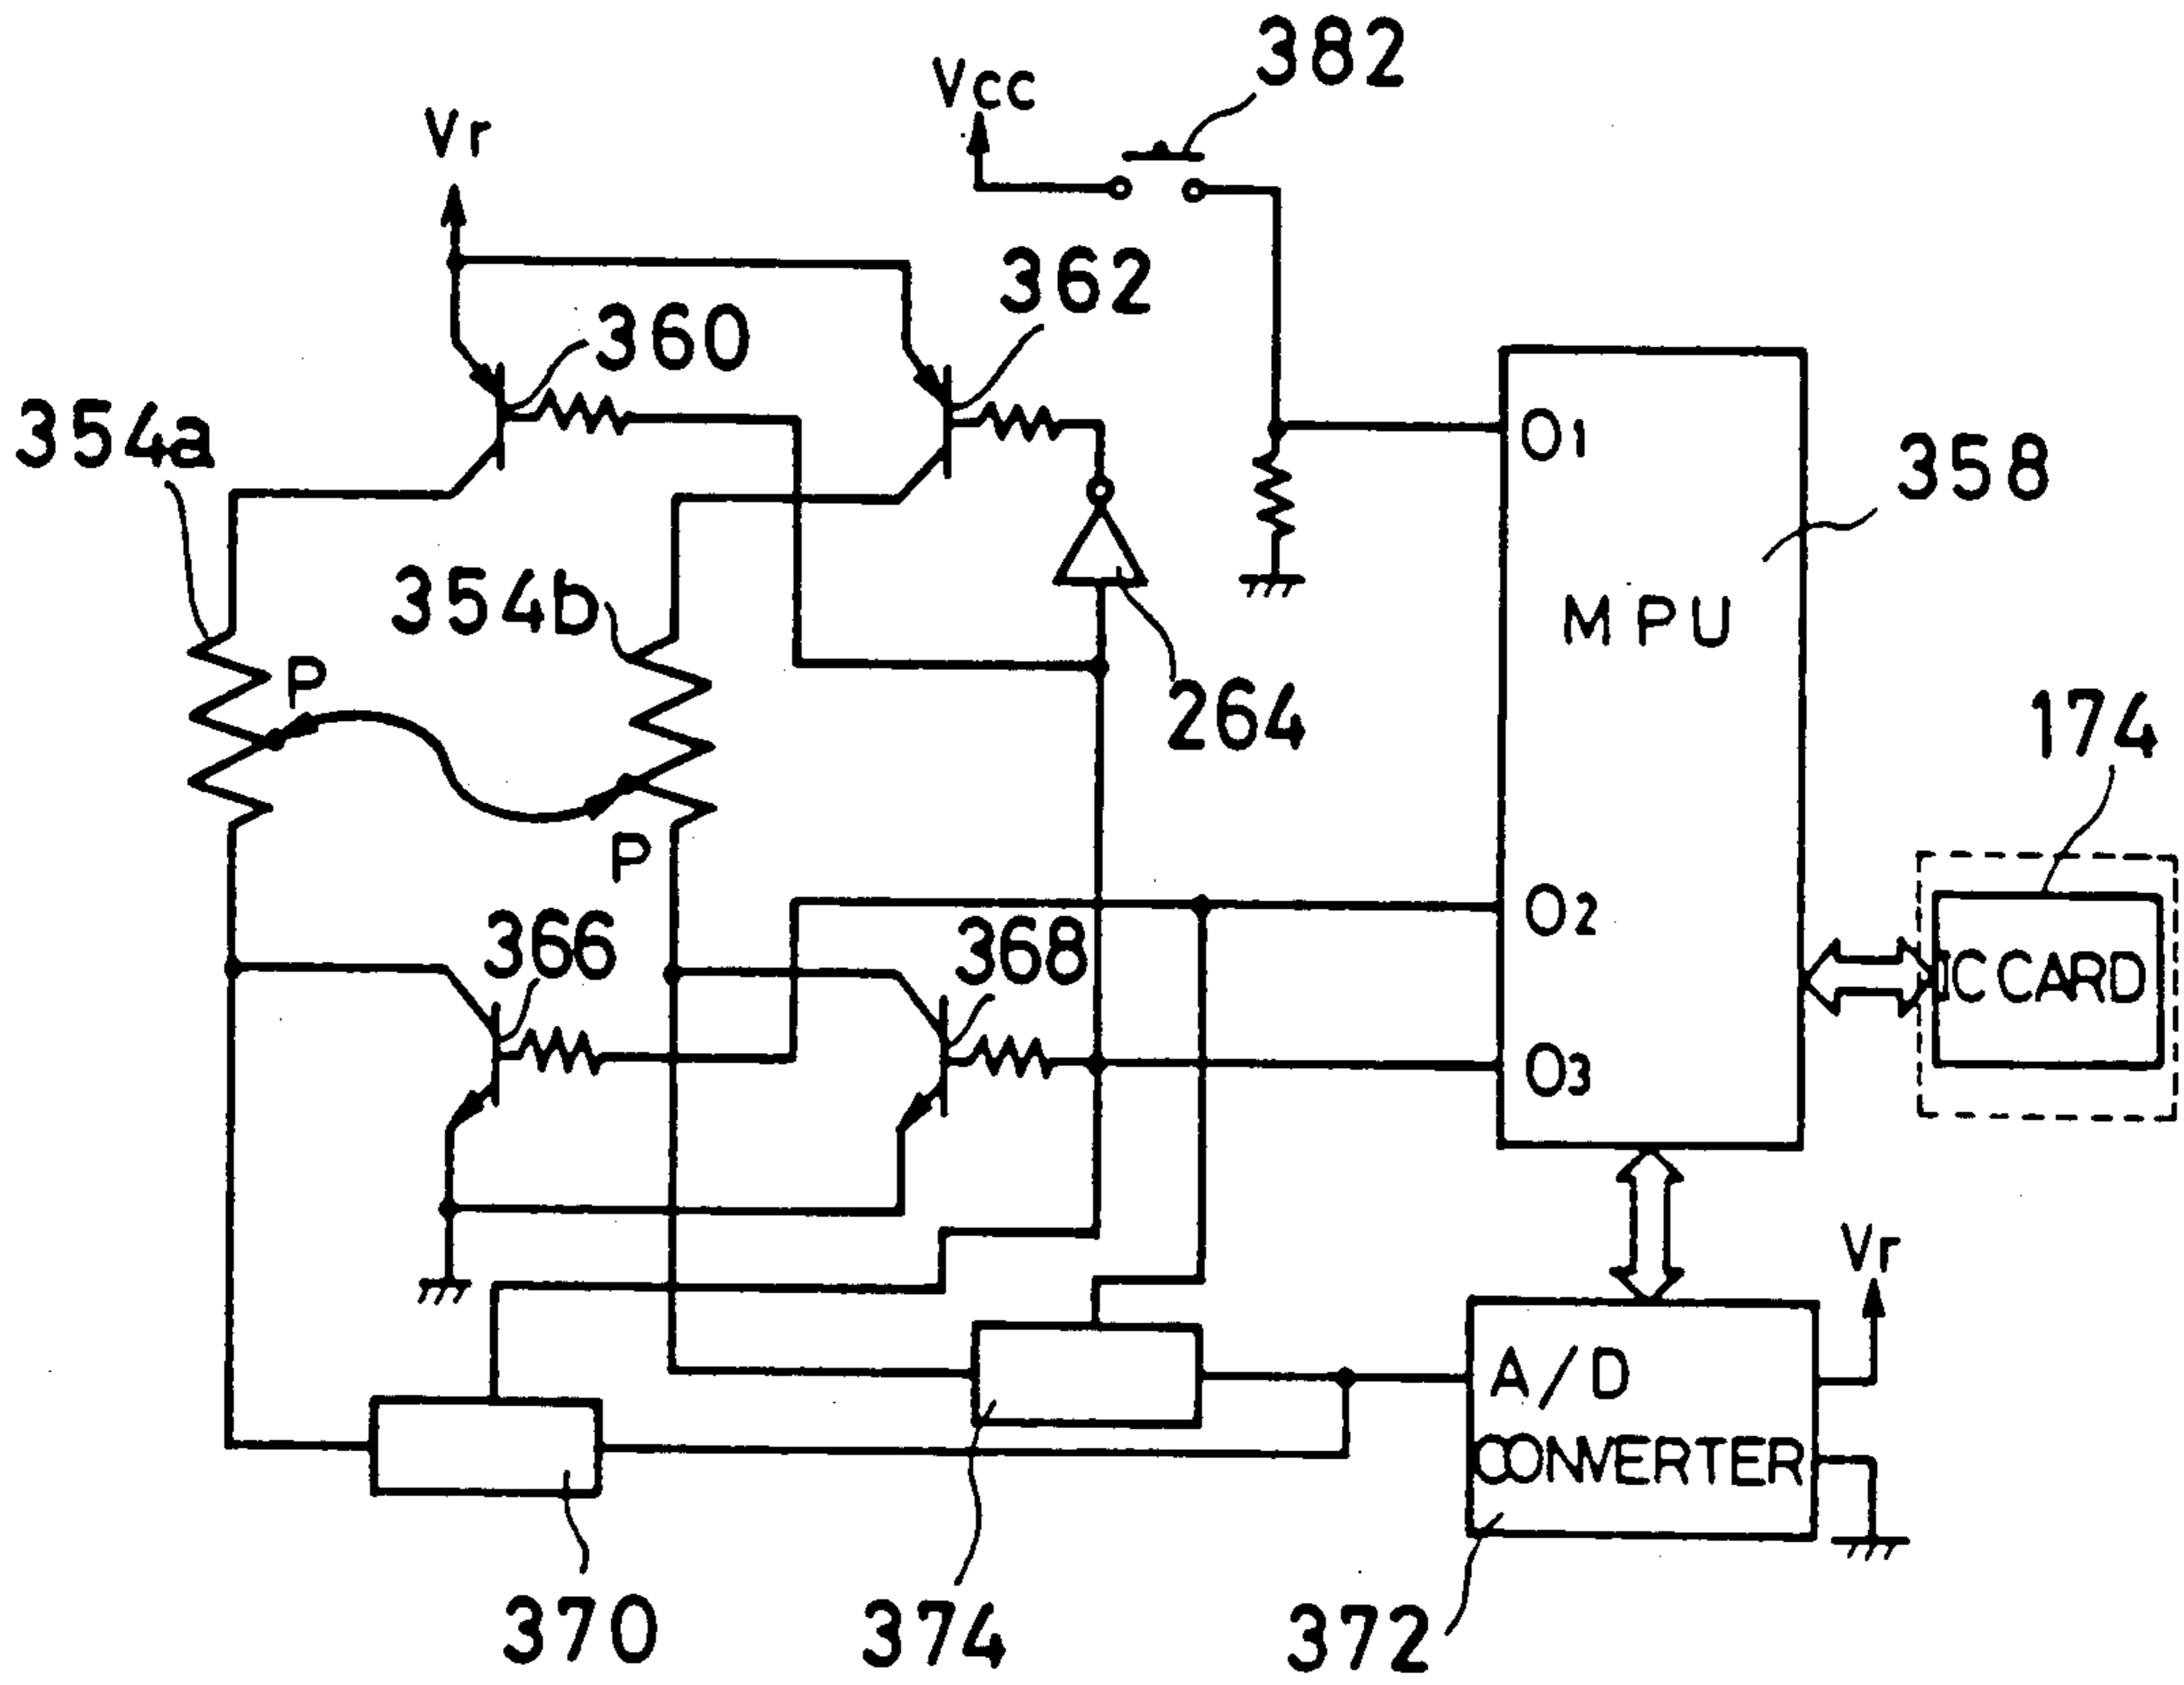 382
Vcc
Vr
362
360
354a
O1
358
354b
MPU
P
264
174
P
O2
366
368
IC CARD
O3
Vr
A/D
CONVERTER
370
374
372